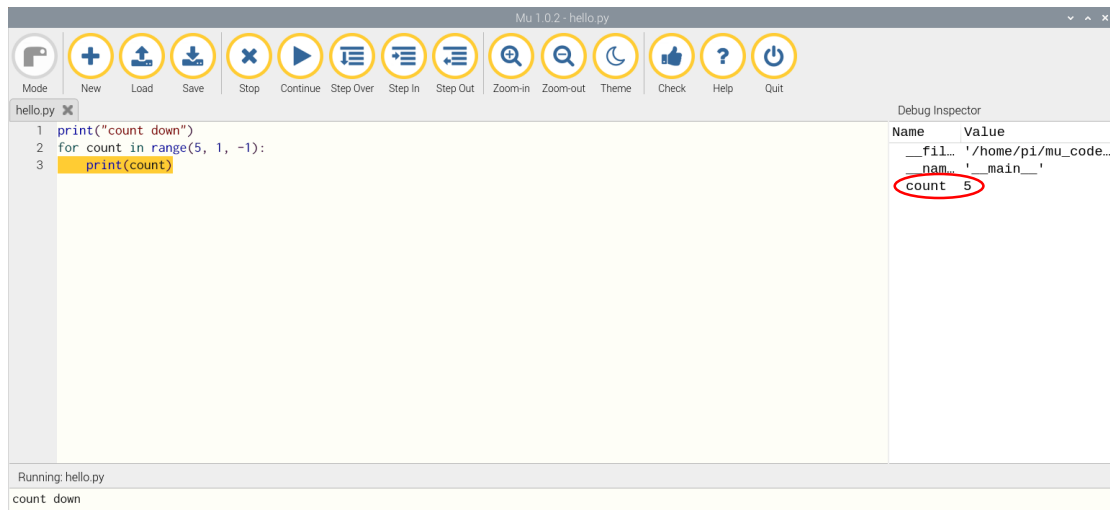 Mu 1.0.2 - hello.py
Mode New Load Save Stop Continue Step Over Step In Step Out Zoom-in Zoom-out Theme Check Help Quit
hello.py
Debug Inspector
1 print("count down")
2 for count in range(5, 1, -1):
3 print(count)
Name Value
__fil… '/home/pi/mu_code…
__nam… '__main__'
count 5
Running: hello.py
count down